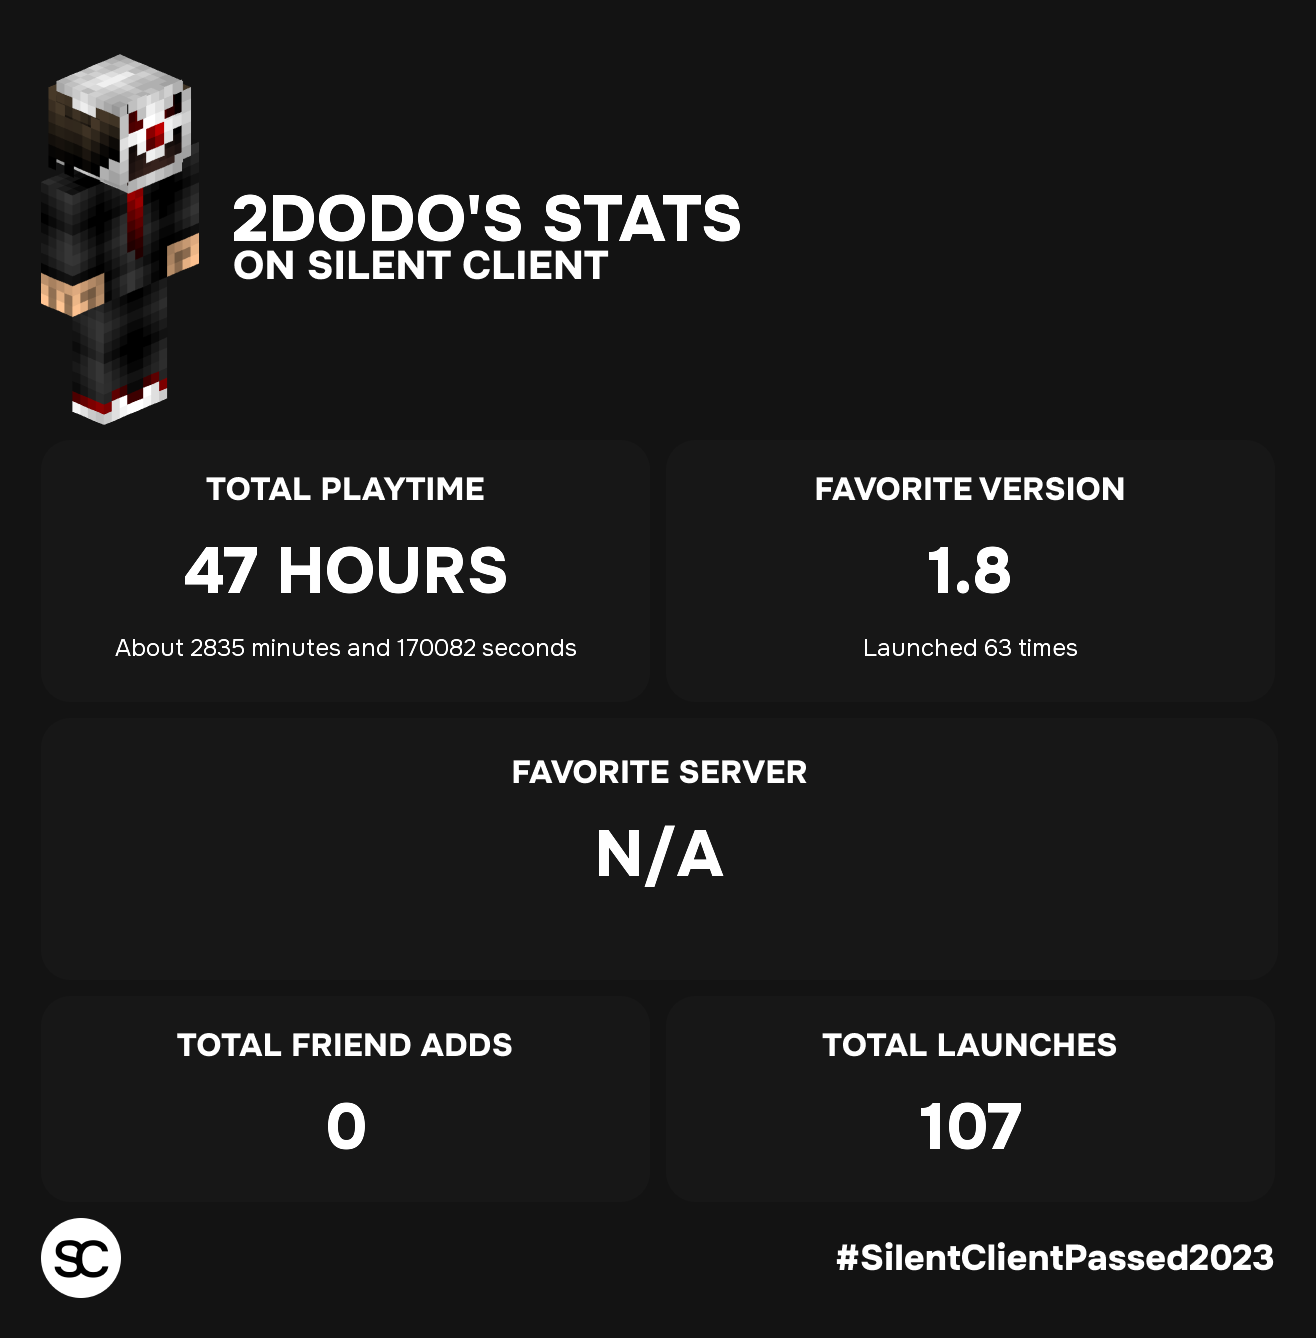 2DODO'S STATS
ON SILENT CLIENT
TOTAL PLAYTIME
47 HOURS
About 2835 minutes and 170082 seconds
FAVORITE VERSION
1.8
Launched 63 times
FAVORITE SERVER
N/A
TOTAL FRIEND ADDS
0
TOTAL LAUNCHES
107
SC
#SilentClientPassed2023